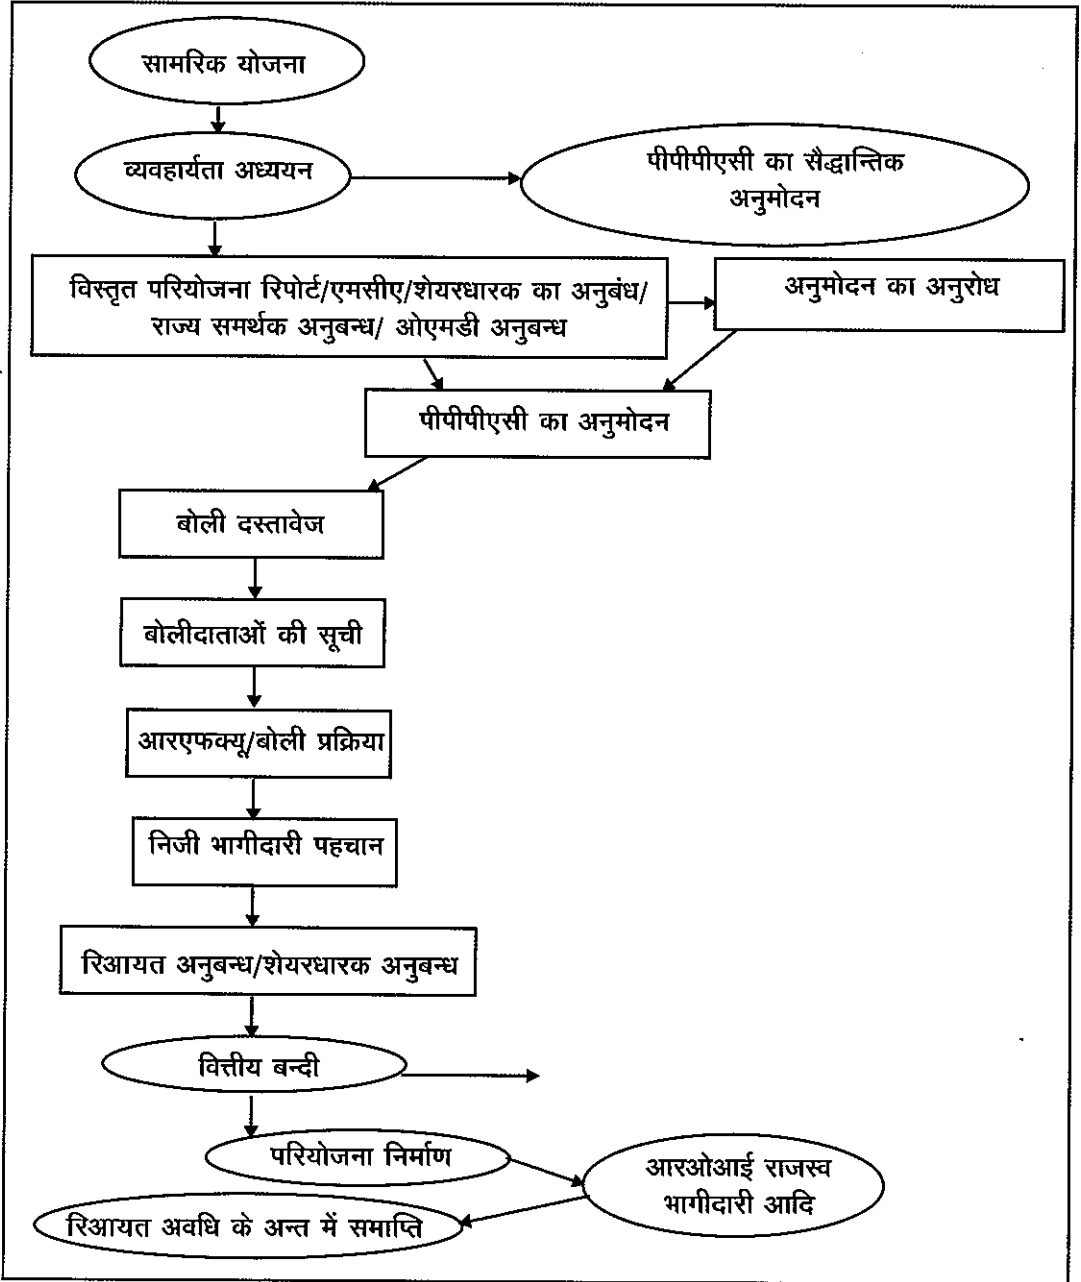 सामरिक योजना
व्यवहार्यता अध्ययन
पीपीपीएसी का सैद्धान्तिक
अनुमोदन
विस्तृत परियोजना रिपोर्ट/एमसीए/शेयरधारक का अनुबंध/
राज्य समर्थक अनुबन्ध/ ओएमडी अनुबन्ध
अनुमोदन का अनुरोध
पीपीपीएसी का अनुमोदन
बोली दस्तावेज
बोलीदाताओं की सूची
आरएफक्यू/बोली प्रक्रिया
निजी भागीदारी पहचान
रिआयत अनुबन्ध/शेयरधारक अनुबन्ध
वित्तीय बन्दी
परियोजना निर्माण
आरओआई राजस्व
भागीदारी आदि
रिआयत अवधि के अन्त में समाप्ति